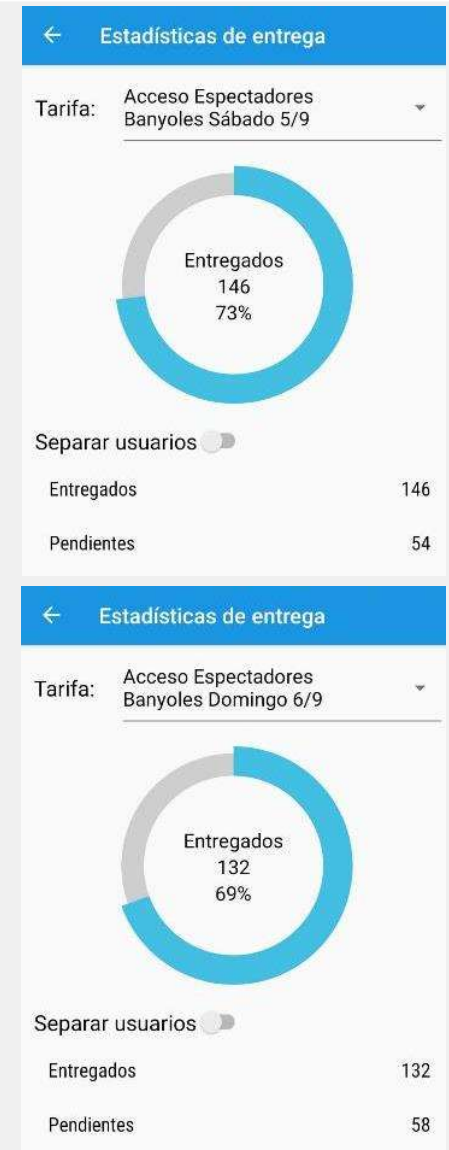 Estadísticas de entrega
Tarifa:
Acceso Espectadores
Banyoles Sábado 5/9
Entregados
146
73%
Separar usuarios
Entregados 146
Pendientes 54
Estadísticas de entrega
Tarifa:
Acceso Espectadores
Banyoles Domingo 6/9
Entregados
132
69%
Separar usuarios
Entregados 132
Pendientes 58